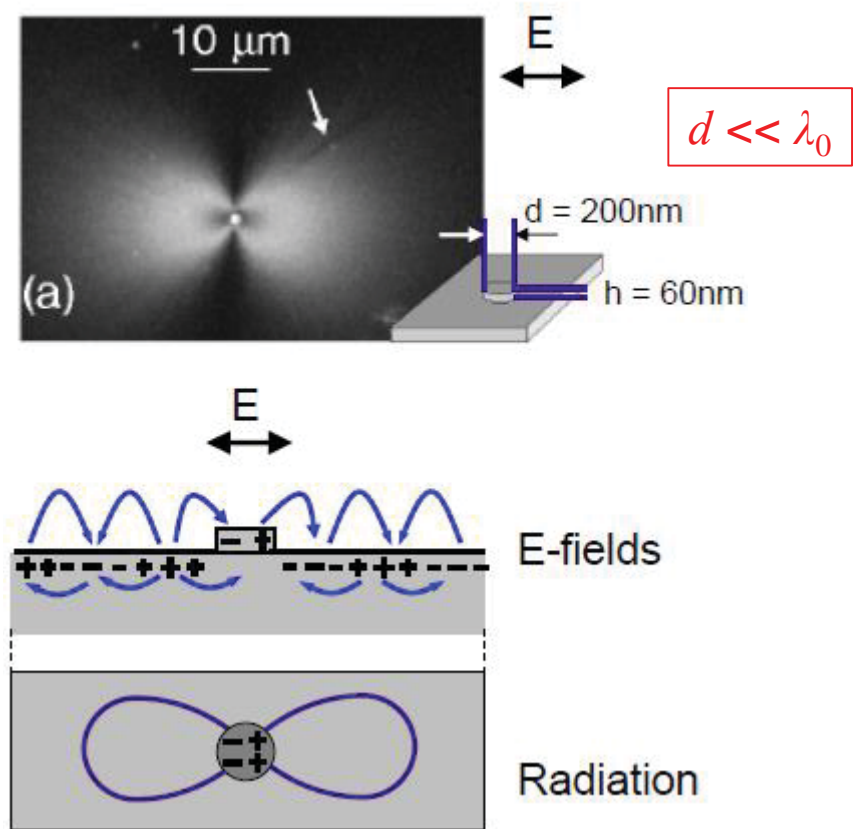 10 μm
E
d << λ₀
d = 200nm
h = 60nm
(a)
E
- +
++--- +++ ---++++---
E-fields
- +
- +
Radiation